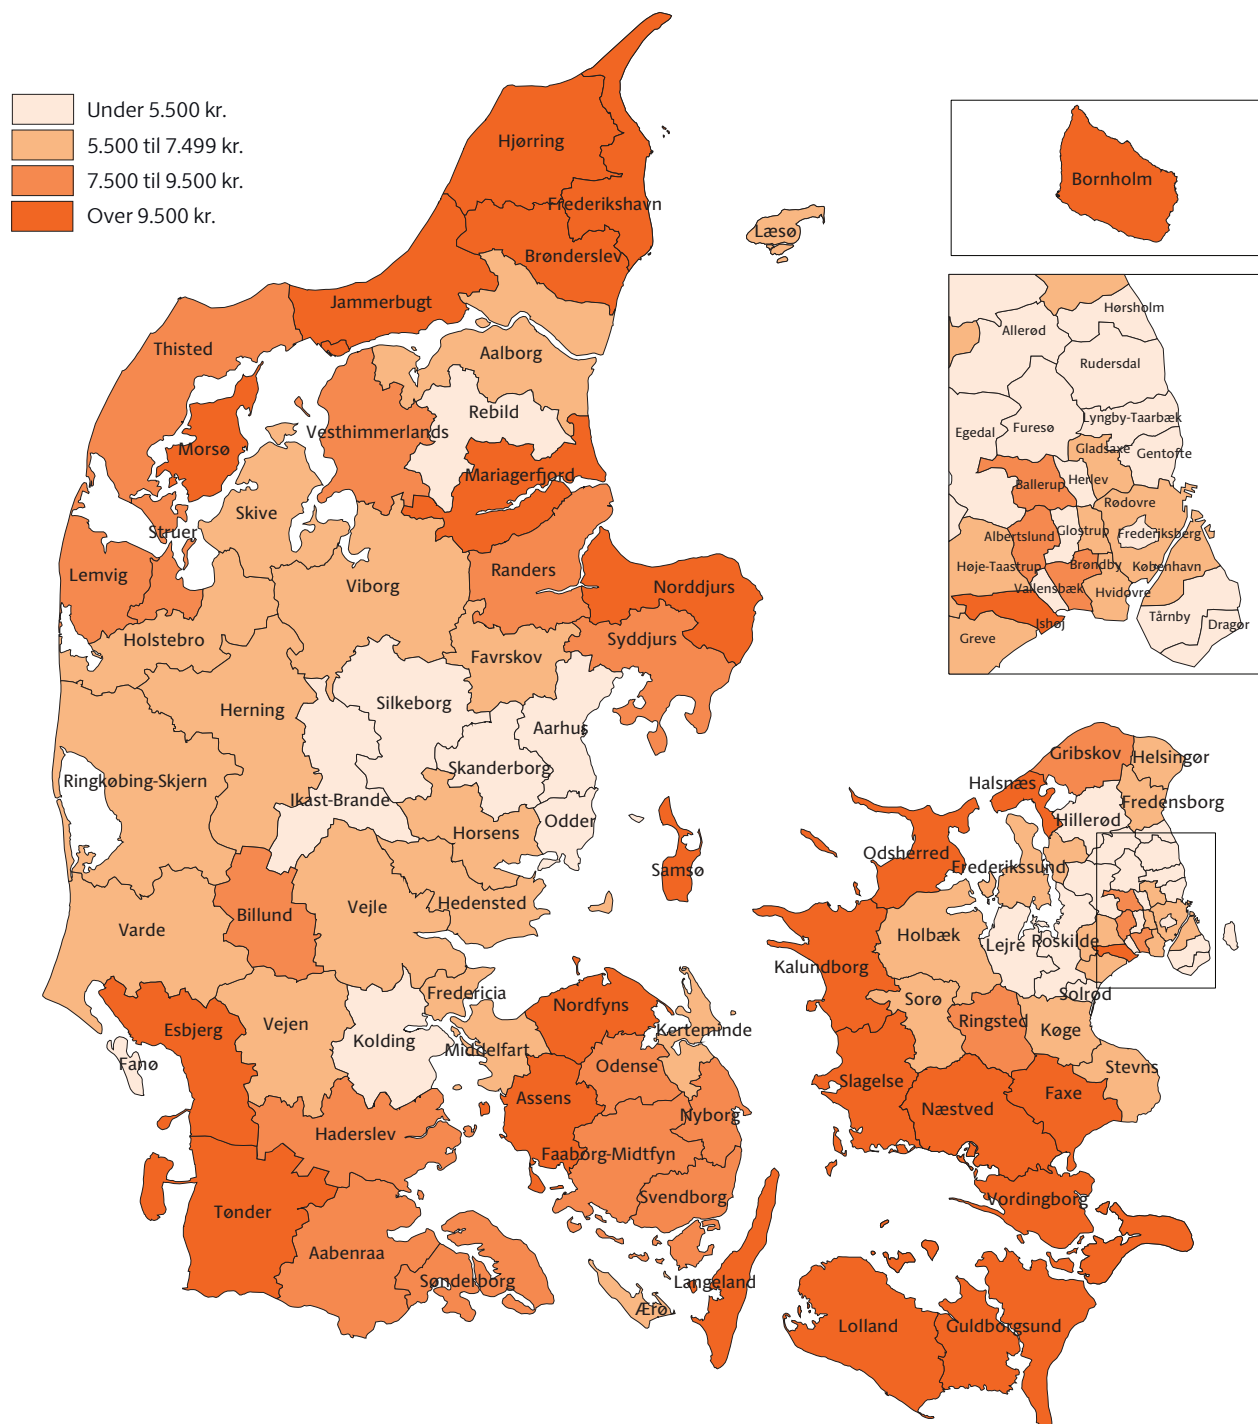 Under 5.500 kr.
5.500 til 7.499 kr.
7.500 til 9.500 kr.
Over 9.500 kr.
Hjørring
Frederikshavn
Brønderslev
Læsø
Jammerbugt
Thisted
Aalborg
Rebild
Vesthimmerlands
Morsø
Mariagerfjord
Skive
Struer
Lemvig
Viborg
Randers
Norddjurs
Syddjurs
Holstebro
Favrskov
Herning
Silkeborg
Aarhus
Skanderborg
Ringkøbing-Skjern
Ikast-Brande
Horsens
Odder
Samsø
Hedensted
Vejle
Billund
Varde
Fredericia
Esbjerg
Vejen
Kolding
Fanø
Middelfart
Nordfyns
Kerteminde
Odense
Assens
Nyborg
Haderslev
Faaborg-Midtfyn
Svendborg
Tønder
Aabenraa
Sønderborg
Langeland
Ærø
Bornholm
Hørsholm
Allerød
Rudersdal
Lyngby-Taarbæk
Furesø
Egedal
Gladsaxe
Gentofte
Ballerup
Herlev
Rødovre
Albertslund
Glostrup
Frederiksberg
Høje-Taastrup
Brøndby
København
Vallensbæk
Hvidovre
Ishøj
Tårnby
Dragør
Greve
Gribskov
Helsingør
Halsnæs
Fredensborg
Hillerød
Odsherred
Frederikssund
Holbæk
Lejre
Roskilde
Kalundborg
Solrød
Sorø
Ringsted
Køge
Stevns
Slagelse
Næstved
Faxe
Vordingborg
Lolland
Guldborgsund